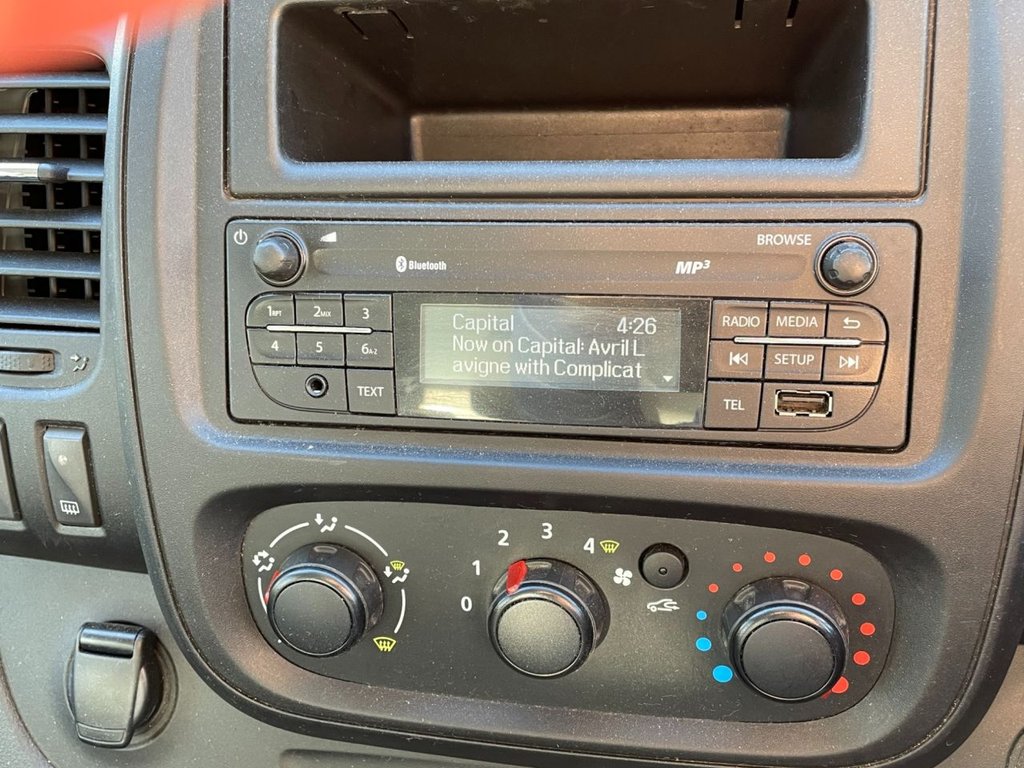 BROWSE
Bluetooth
MP3
1RPT 2MIX 3
4 5 6A-Z
TEXT
Capital 4:26
Now on Capital: Avril L
avigne with Complicat
RADIO MEDIA
SETUP
TEL
0 1 2 3 4